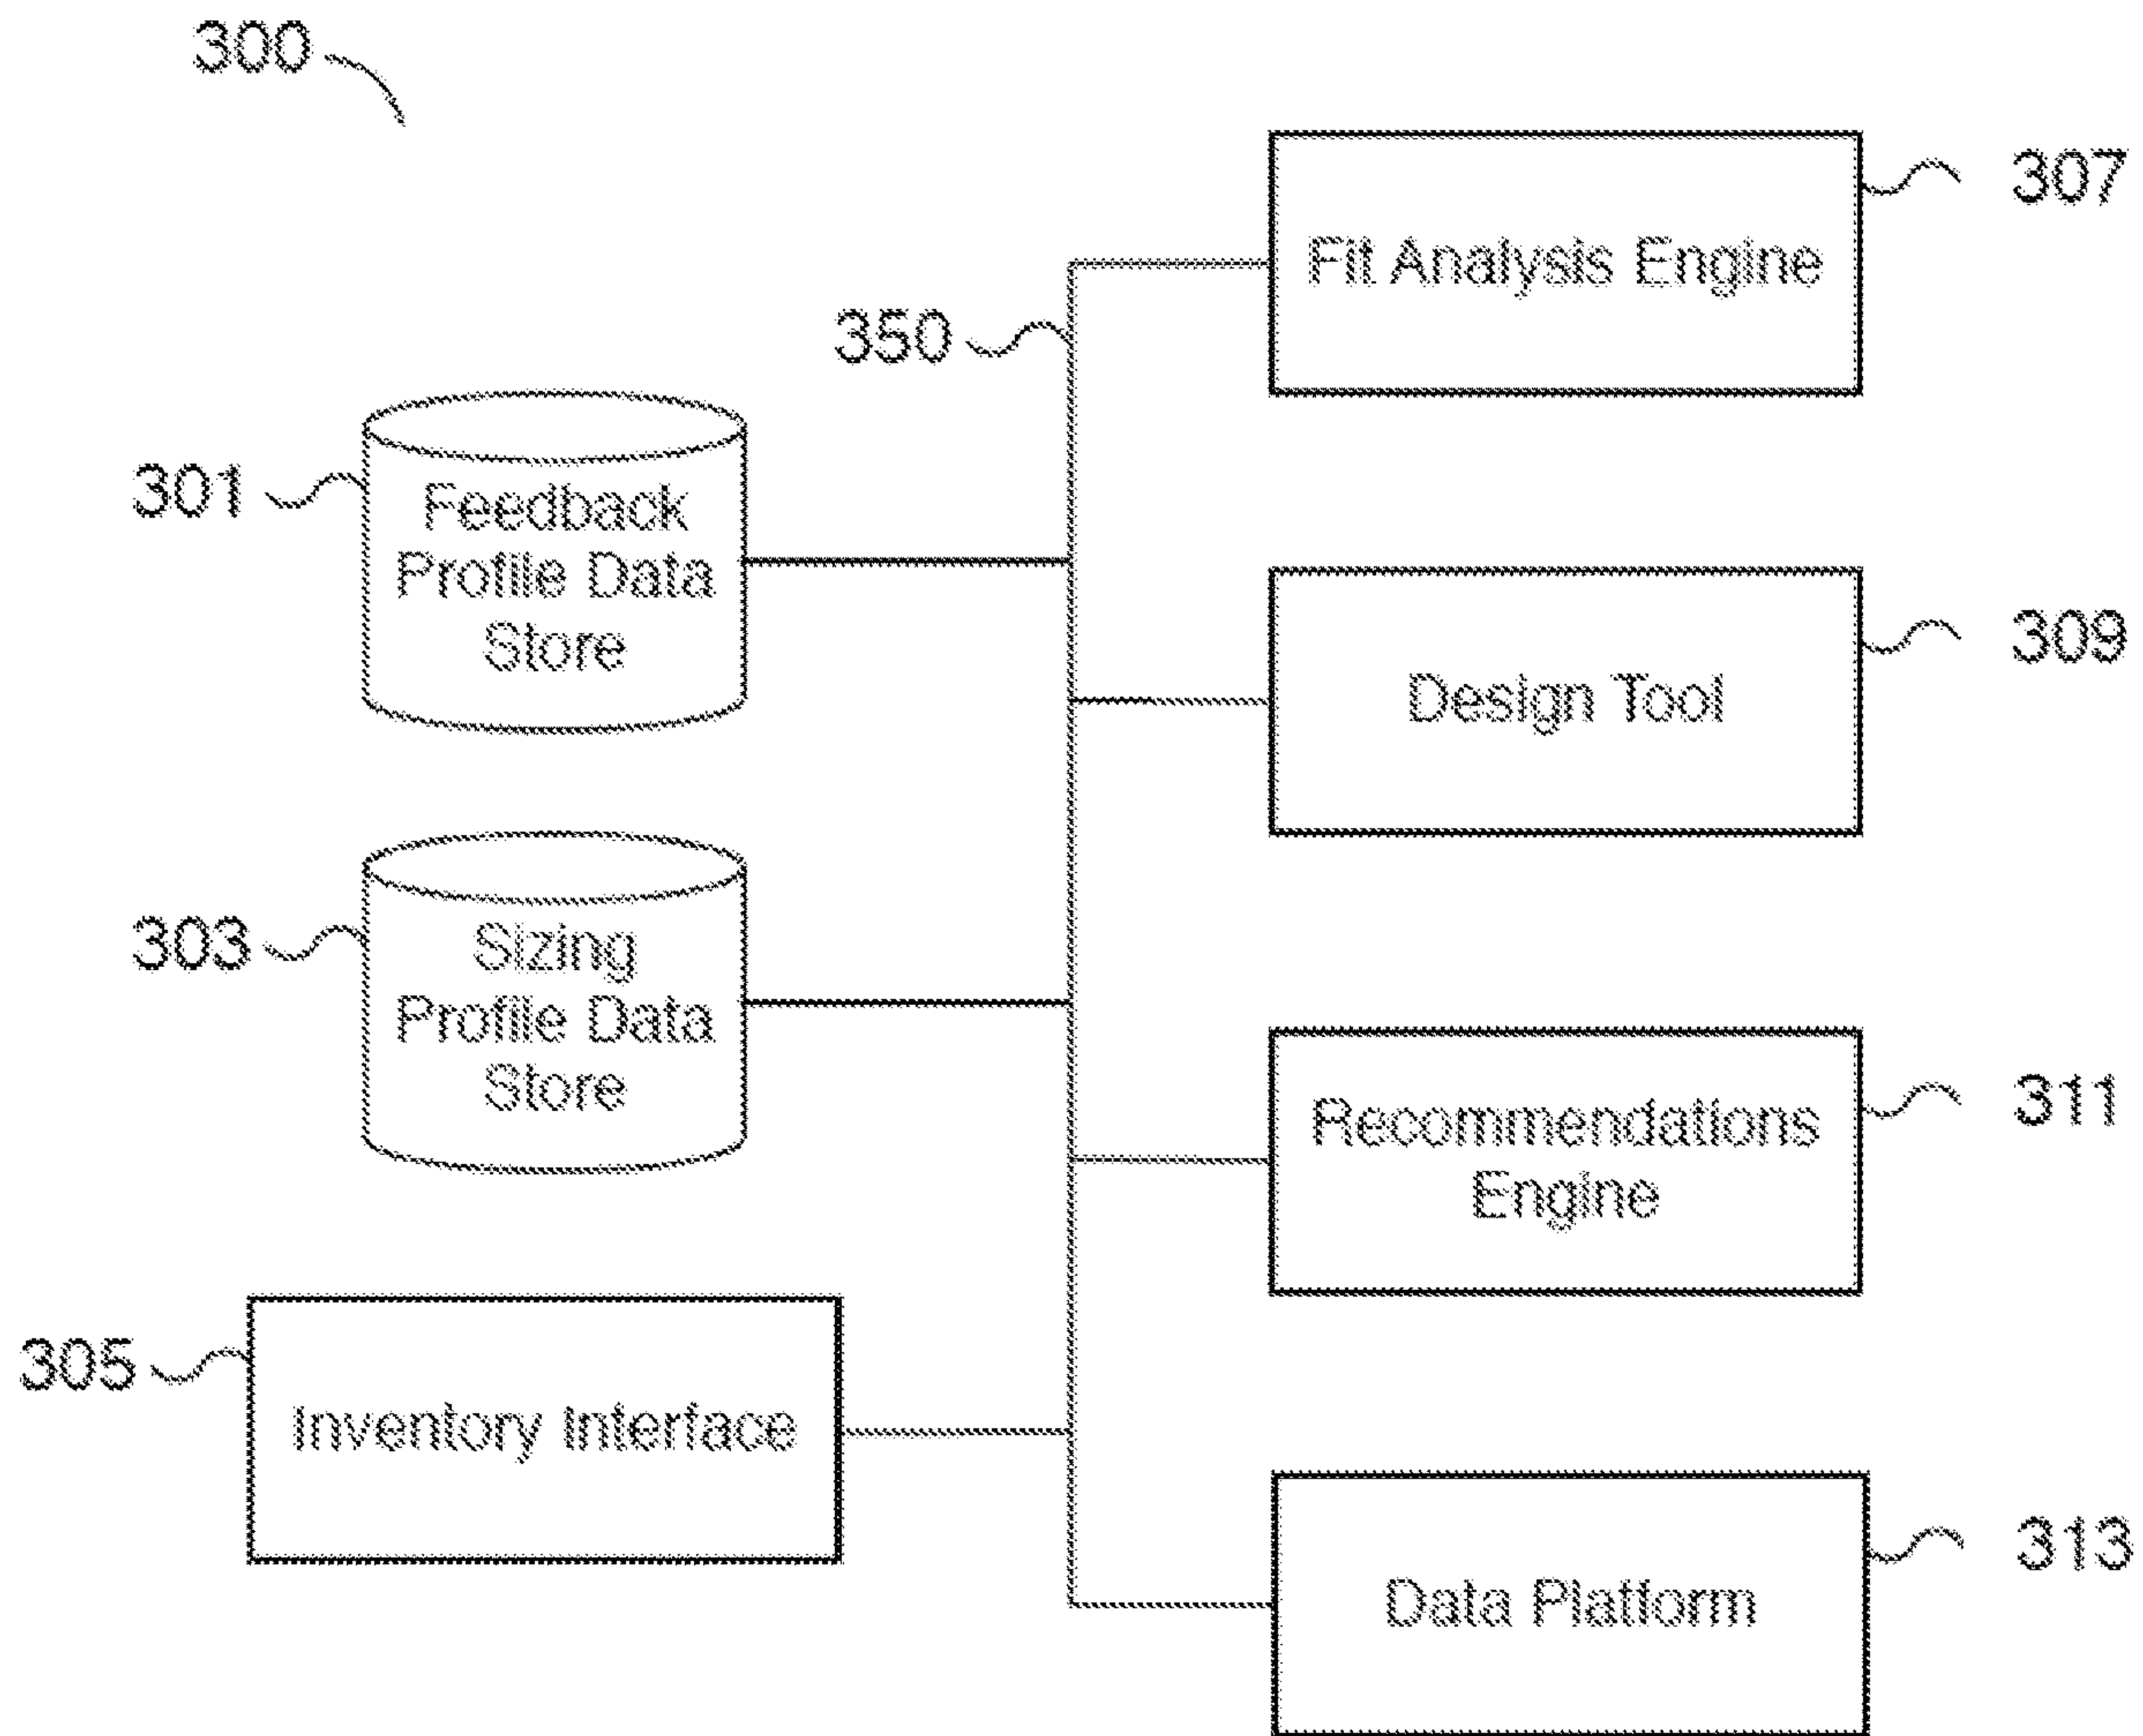 300
307
Fit Analysis Engine
350
301
Feedback
Profile Data
Store
309
Design Tool
303
Sizing
Profile Data
Store
311
Recommendations
Engine
305
Inventory Interface
313
Data Platform